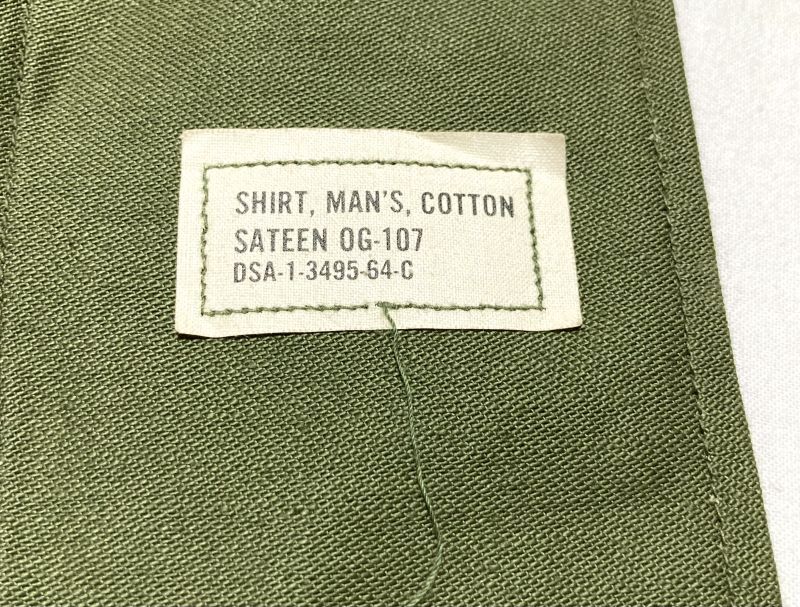 SHIRT, MAN'S, COTTON
SATEEN OG-107
DSA-1-3495-64-C